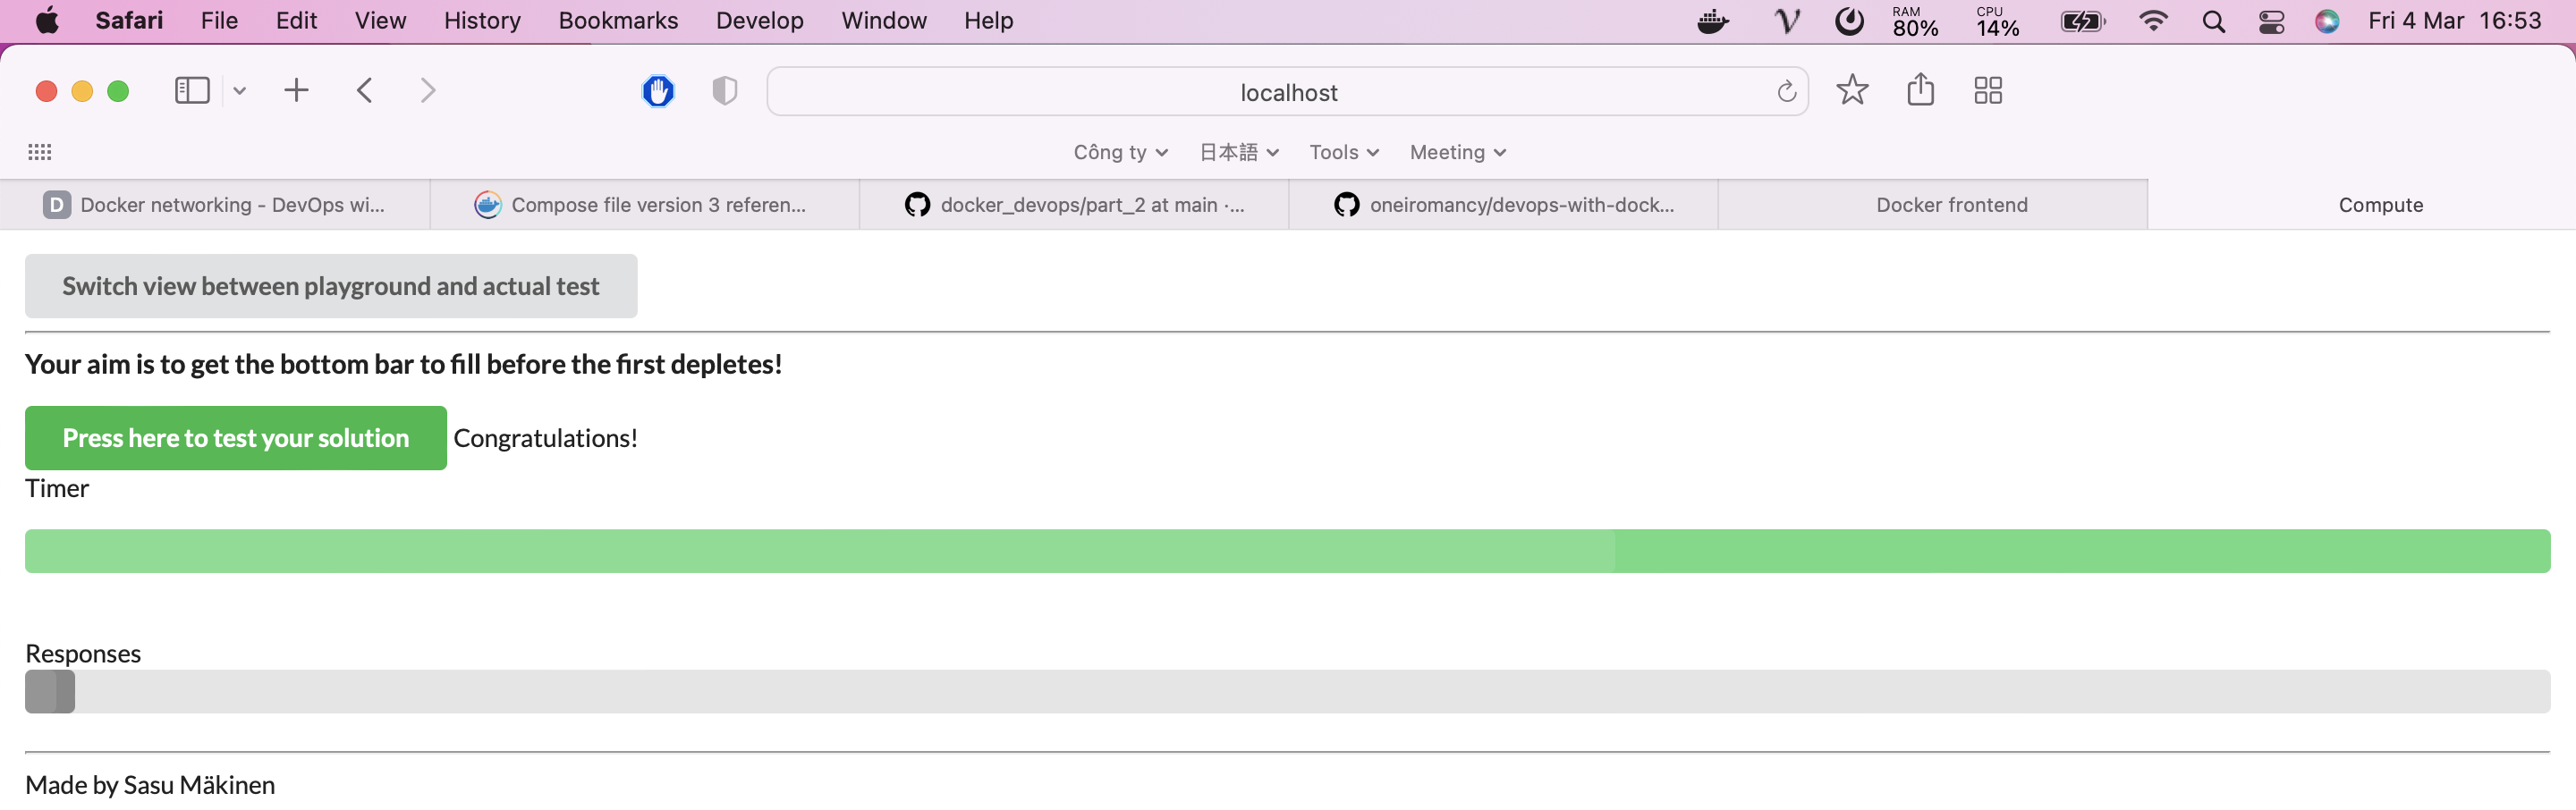 Safari File Edit View History Bookmarks Develop Window Help RAM 80% CPU 14% Fri 4 Mar 16:53
localhost
Công ty 日本語 Tools Meeting
D Docker networking - DevOps wi... Compose file version 3 referen... docker_devops/part_2 at main ·... oneiromancy/devops-with-dock... Docker frontend Compute
Switch view between playground and actual test
Your aim is to get the bottom bar to fill before the first depletes!
Press here to test your solution Congratulations!
Timer
Responses
Made by Sasu Mäkinen